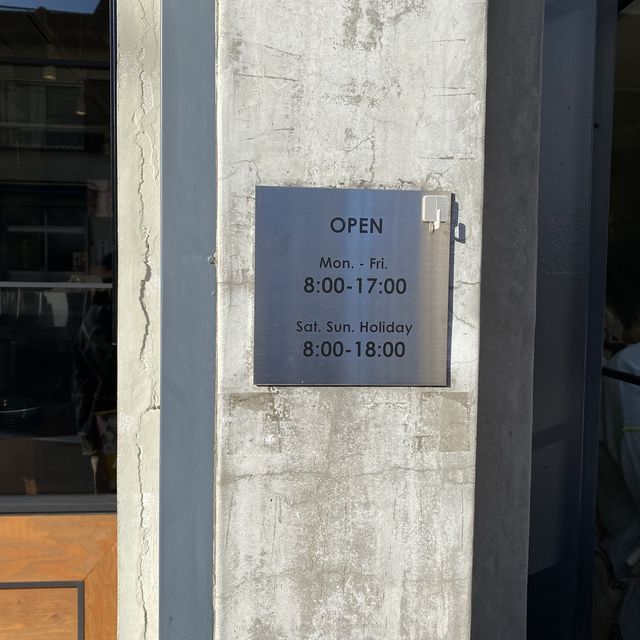 OPEN
Mon. - Fri.
8:00-17:00
Sat. Sun. Holiday
8:00-18:00